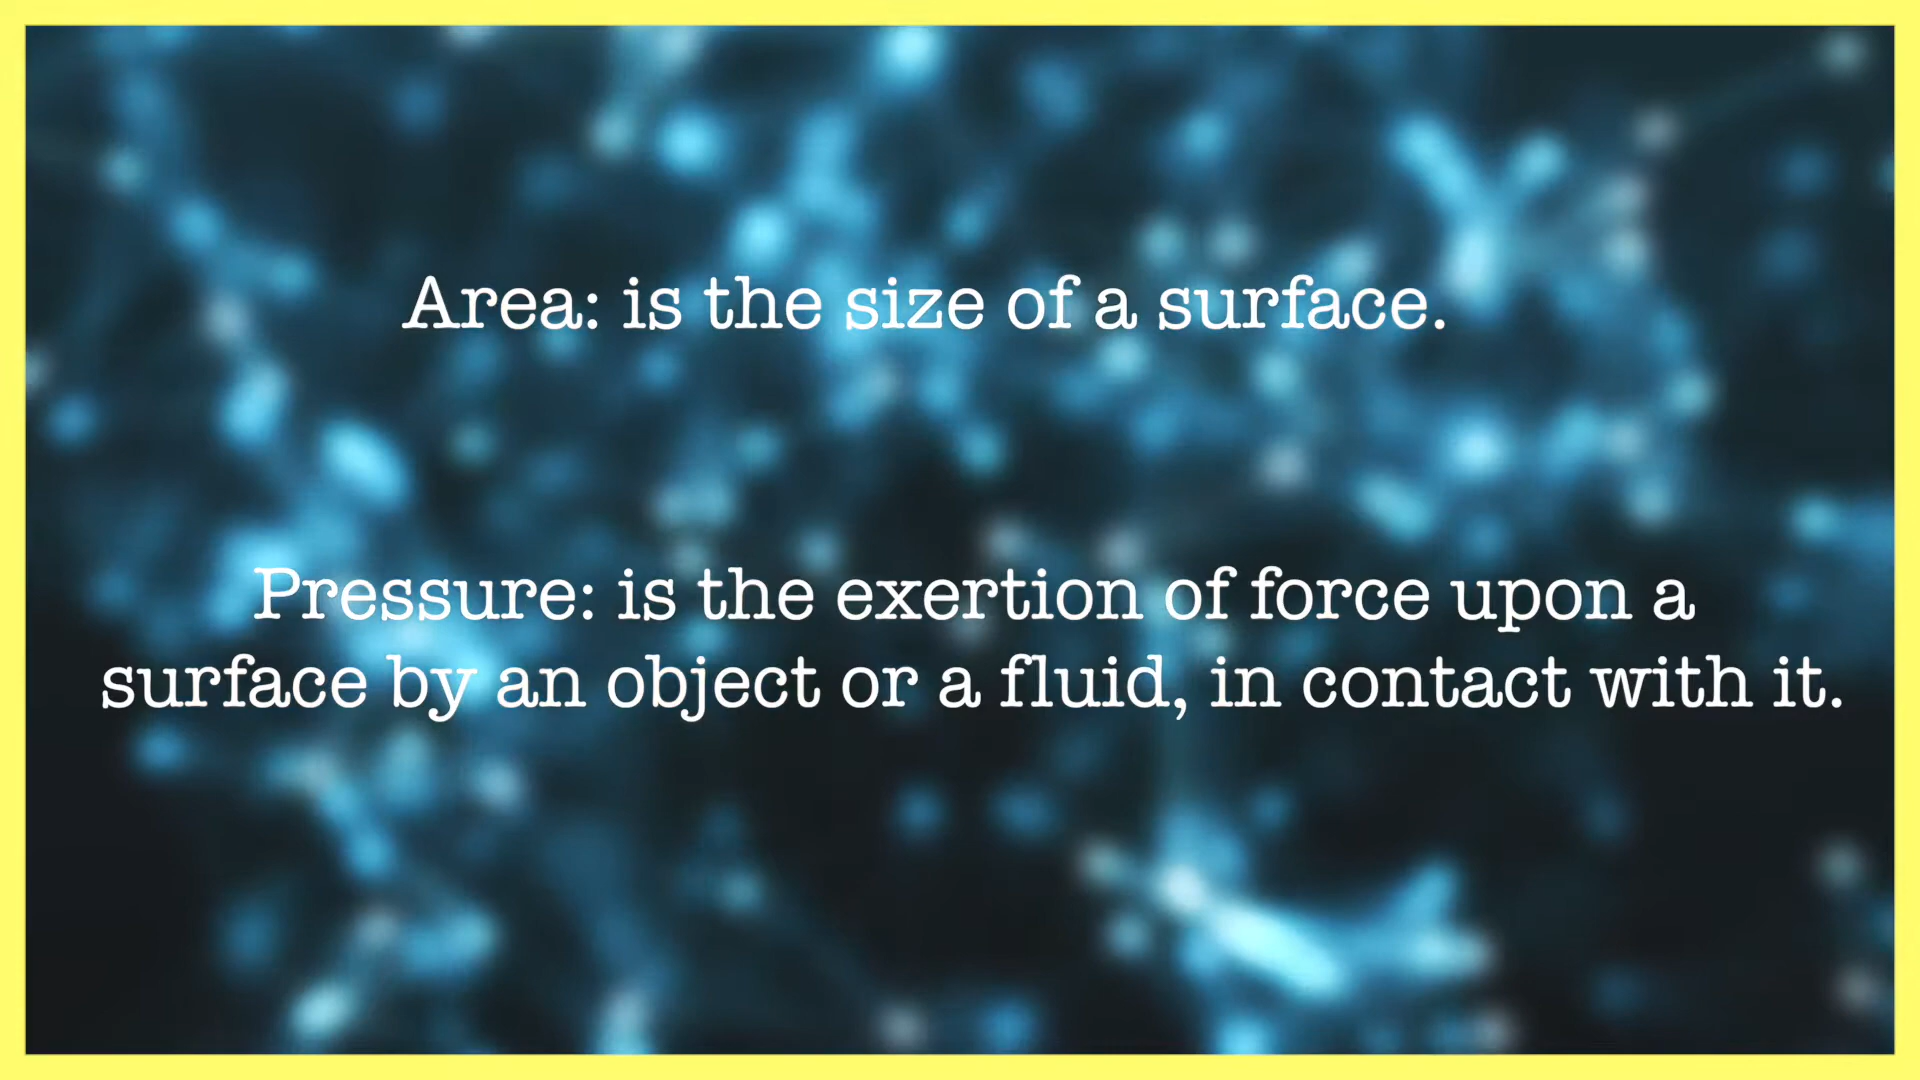 Area: is the size of a surface.
Pressure: is the exertion of force upon a
surface by an object or a fluid, in contact with it.